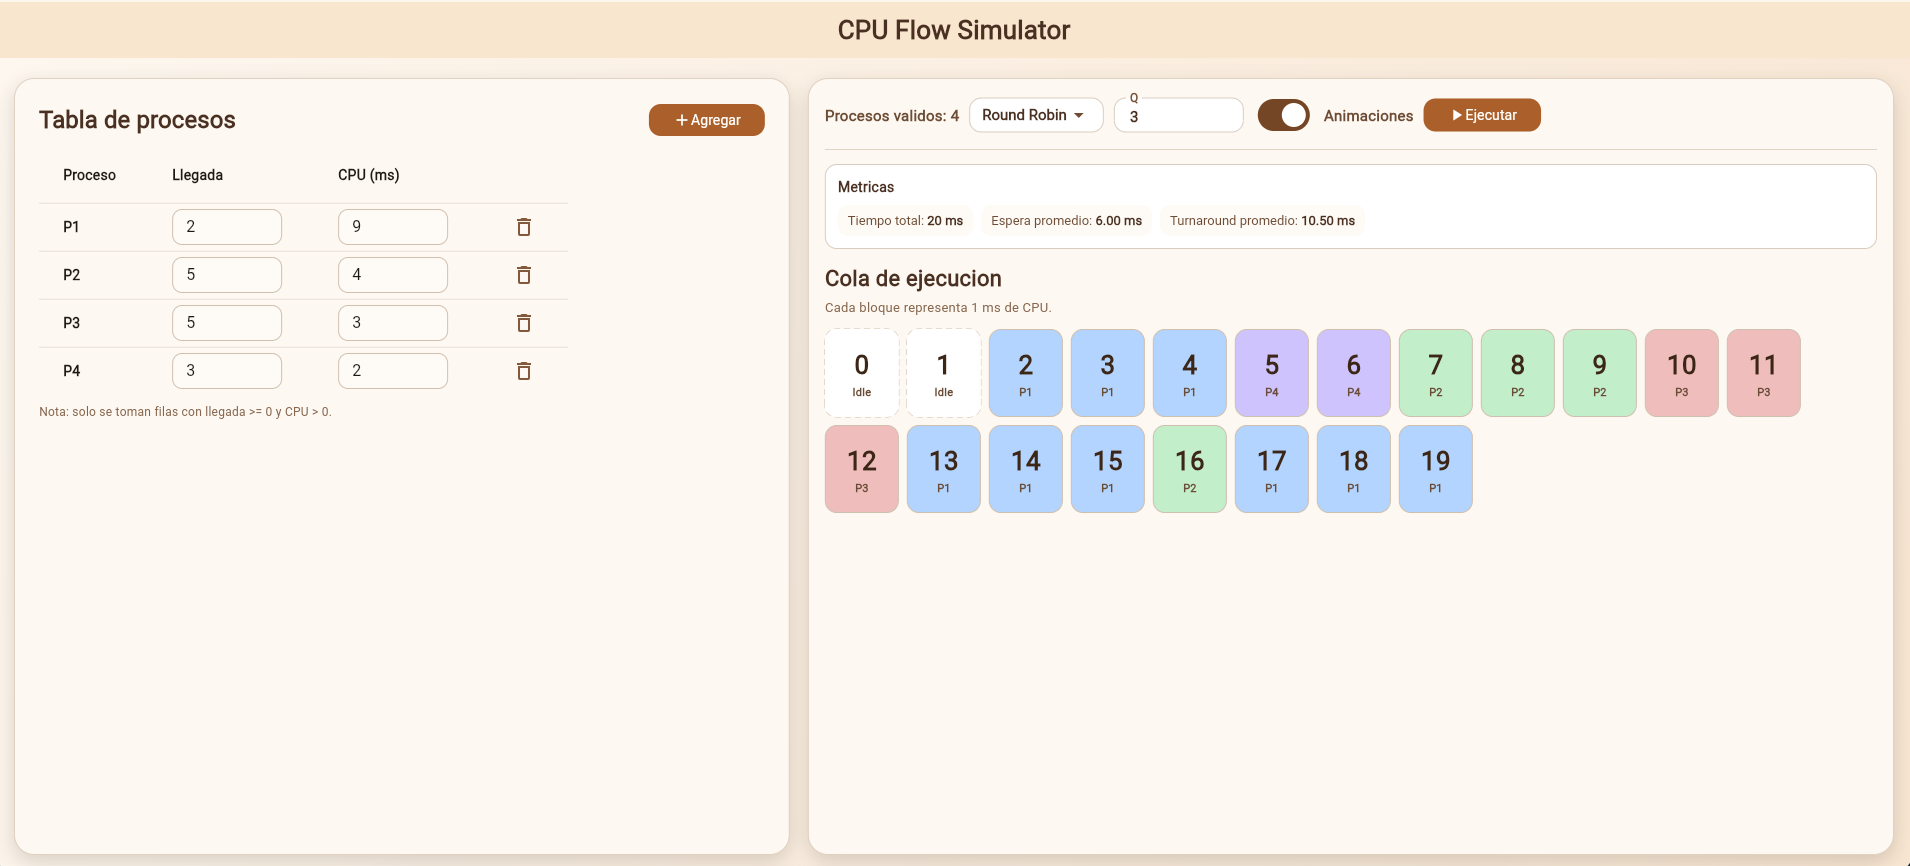 CPU Flow Simulator
Tabla de procesos
+ Agregar
Proceso Llegada CPU (ms)
P1 2 9
P2 5 4
P3 5 3
P4 3 2
Nota: solo se toman filas con llegada >= 0 y CPU > 0.
Procesos validos: 4 Round Robin Q 3 Animaciones Ejecutar
Metricas
Tiempo total: 20 ms Espera promedio: 6.00 ms Turnaround promedio: 10.50 ms
Cola de ejecucion
Cada bloque representa 1 ms de CPU.
0 1 2 3 4 5 6 7 8 9 10 11
Idle Idle P1 P1 P1 P4 P4 P2 P2 P2 P3 P3
12 13 14 15 16 17 18 19
P3 P1 P1 P1 P2 P1 P1 P1